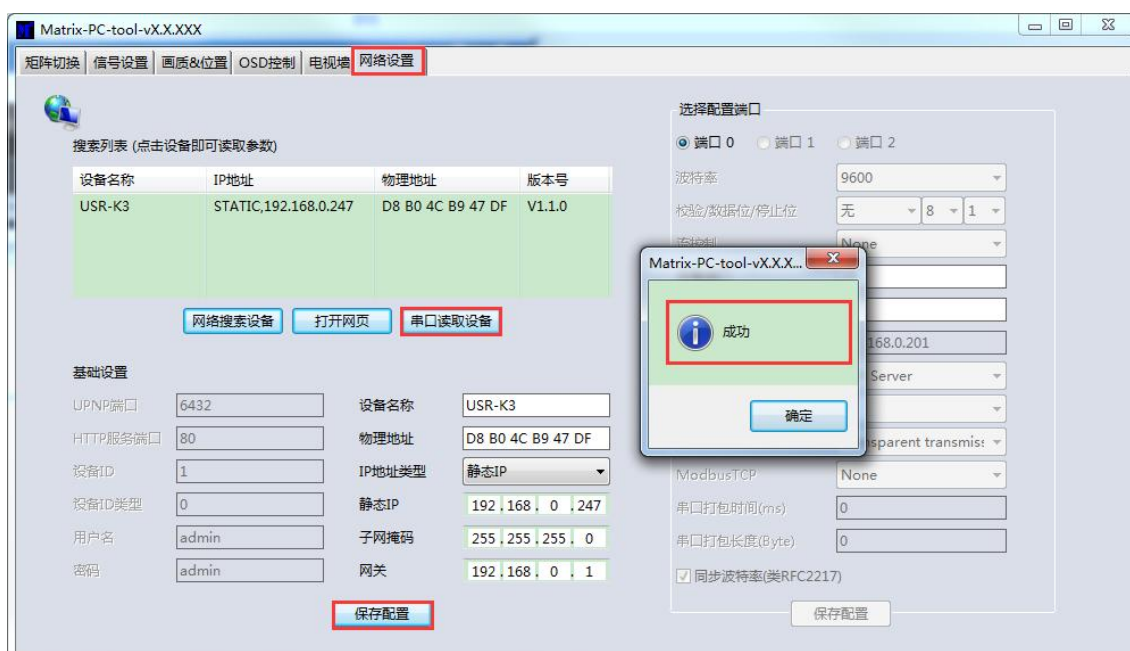 Matrix-PC-tool-vX.X.XXX
矩阵切换 信号设置 画质&位置 OSD控制 电视墙 网络设置
搜索列表 (点击设备即可读取参数)
设备名称 IP地址 物理地址 版本号
USR-K3 STATIC,192.168.0.247 D8 B0 4C B9 47 DF V1.1.0
网络搜索设备 打开网页 串口读取设备
基础设置
UPNP端口 6432 设备名称 USR-K3
HTTP服务端口 80 物理地址 D8 B0 4C B9 47 DF
设备ID 1 IP地址类型 静态IP
设备ID类型 0 静态IP 192 . 168 . 0 . 247
用户名 admin 子网掩码 255 . 255 . 255 . 0
密码 admin 网关 192 . 168 . 0 . 1
保存配置
选择配置端口
端口 0 端口 1 端口 2
波特率 9600
校验/数据位/停止位 无 8 1
None
Matrix-PC-tool-vX.X.X...
成功
确定
168.0.201
Server
nsparent transmis:
ModbusTCP None
串口打包时间(ms) 0
串口打包长度(Byte) 0
同步波特率(类RFC2217)
保存配置